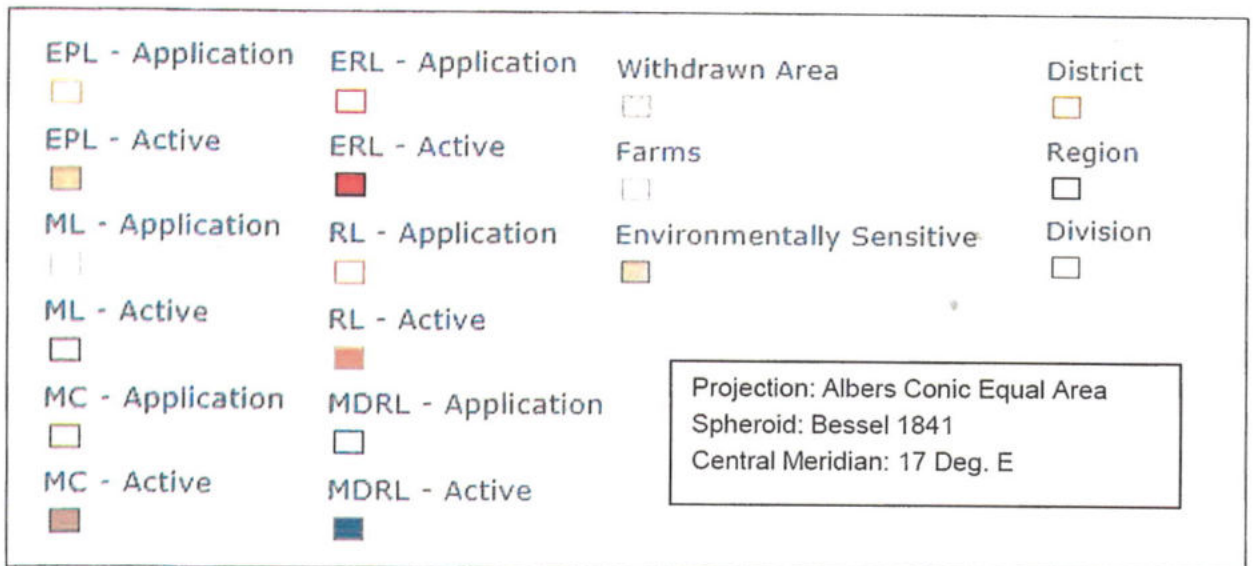 EPL - Application
EPL - Active
ML - Application
ML - Active
MC - Application
MC - Active
ERL - Application
ERL - Active
RL - Application
RL - Active
MDRL - Application
MDRL - Active
Withdrawn Area
Farms
Environmentally Sensitive
District
Region
Division
Projection: Albers Conic Equal Area
Spheroid: Bessel 1841
Central Meridian: 17 Deg. E